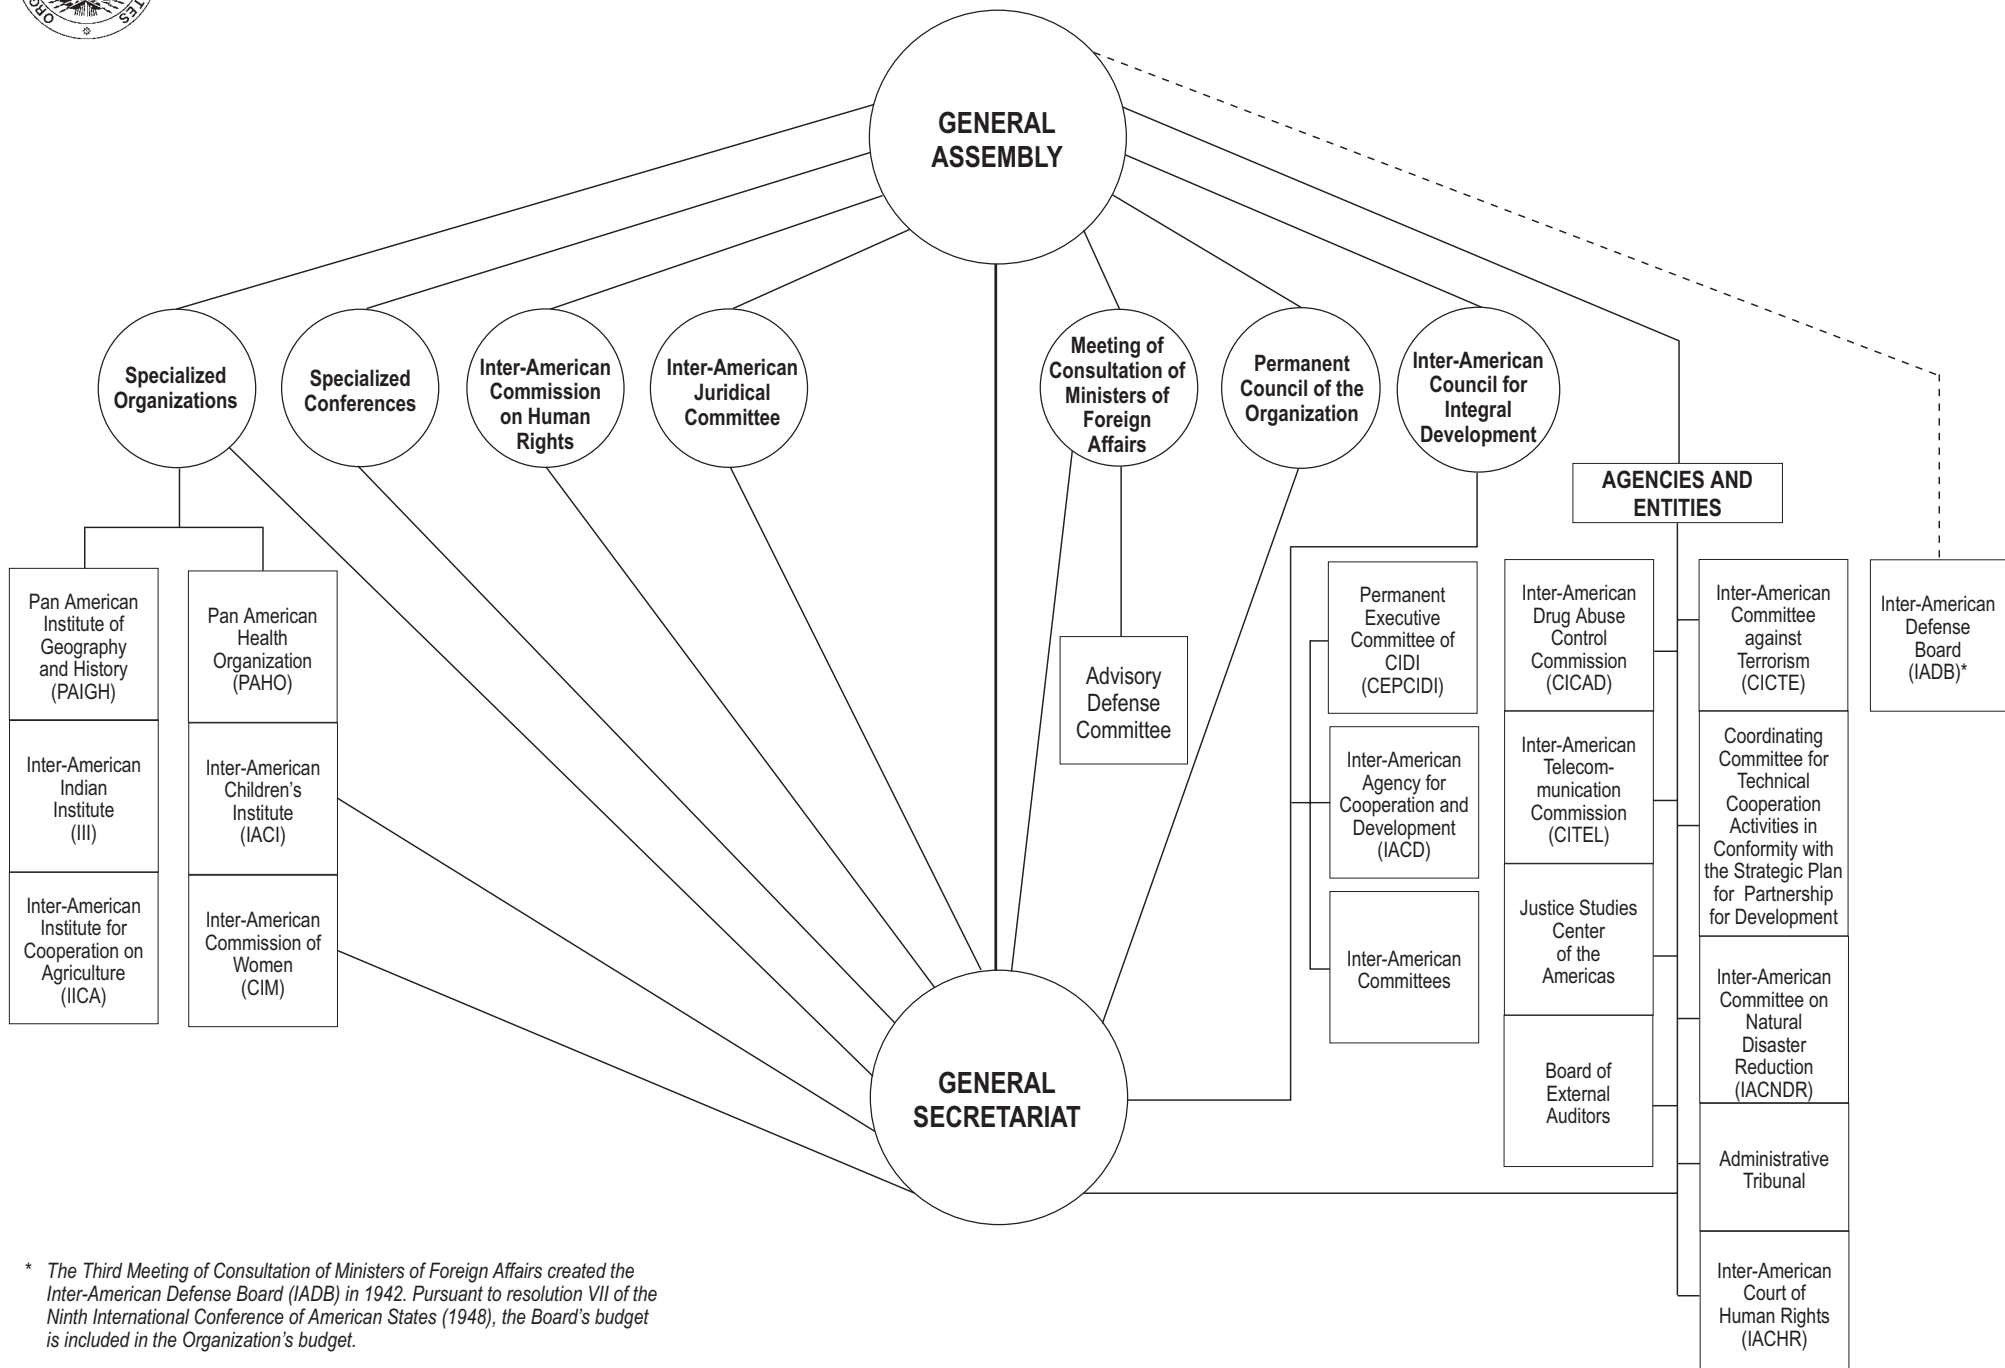 ORG
TES
GENERAL
ASSEMBLY
Specialized
Organizations
Specialized
Conferences
Inter-American
Commission
on Human
Rights
Inter-American
Juridical
Committee
Meeting of
Consultation of
Ministers of
Foreign
Affairs
Permanent
Council of the
Organization
Inter-American
Council for
Integral
Development
AGENCIES AND
ENTITIES
Pan American
Institute of
Geography
and History
(PAIGH)
Inter-American
Indian
Institute
(III)
Inter-American
Institute for
Cooperation on
Agriculture
(IICA)
Pan American
Health
Organization
(PAHO)
Inter-American
Children's
Institute
(IACI)
Inter-American
Commission of
Women
(CIM)
Advisory
Defense
Committee
Permanent
Executive
Committee of
CIDI
(CEPCIDI)
Inter-American
Agency for
Cooperation and
Development
(IACD)
Inter-American
Committees
Inter-American
Drug Abuse
Control
Commission
(CICAD)
Inter-American
Telecom-
munication
Commission
(CITEL)
Justice Studies
Center
of the
Americas
Board of
External
Auditors
Inter-American
Committee
against
Terrorism
(CICTE)
Coordinating
Committee for
Technical
Cooperation
Activities in
Conformity with
the Strategic Plan
for Partnership
for Development
Inter-American
Committee on
Natural
Disaster
Reduction
(IACNDR)
Administrative
Tribunal
Inter-American
Court of
Human Rights
(IACHR)
Inter-American
Defense
Board
(IADB)*
GENERAL
SECRETARIAT
* The Third Meeting of Consultation of Ministers of Foreign Affairs created the
Inter-American Defense Board (IADB) in 1942. Pursuant to resolution VII of the
Ninth International Conference of American States (1948), the Board's budget
is included in the Organization's budget.